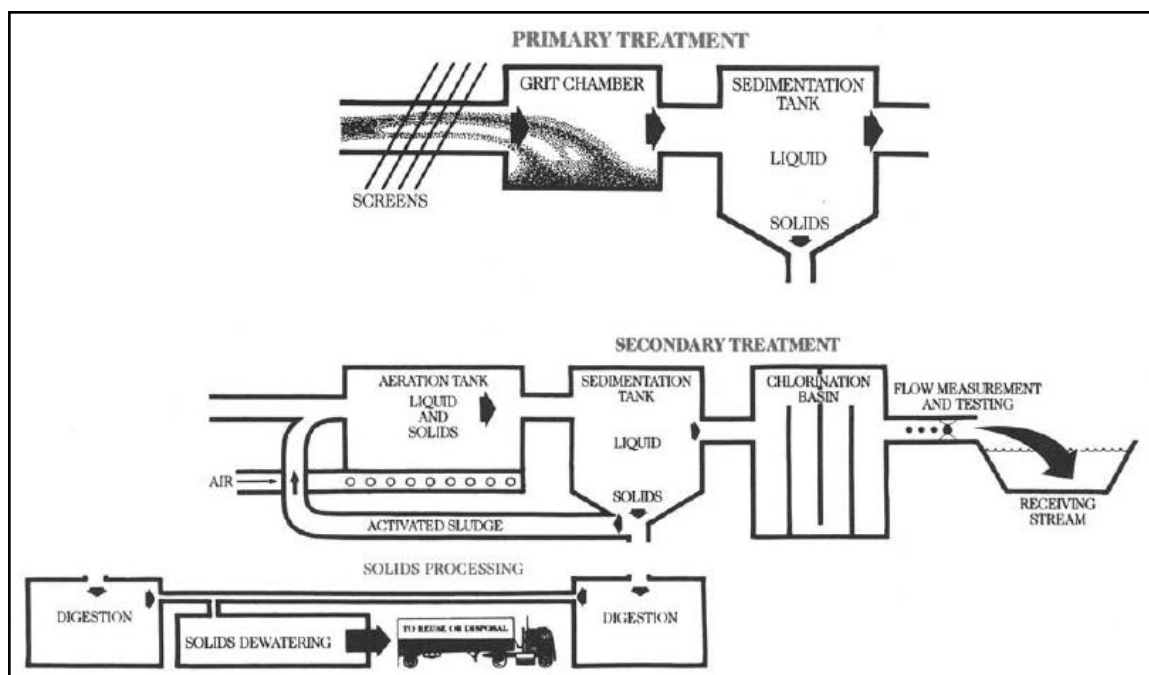 PRIMARY TREATMENT
GRIT CHAMBER
SEDIMENTATION
TANK
LIQUID
SCREENS
SOLIDS
SECONDARY TREATMENT
AERATION TANK
LIQUID
AND
SOLIDS
SEDIMENTATION
TANK
LIQUID
SOLIDS
CHLORINATION
BASIN
FLOW MEASUREMENT
AND TESTING
AIR
ACTIVATED SLUDGE
RECEIVING
STREAM
SOLIDS PROCESSING
DIGESTION
SOLIDS DEWATERING
TO REUSE OR DISPOSAL
DIGESTION